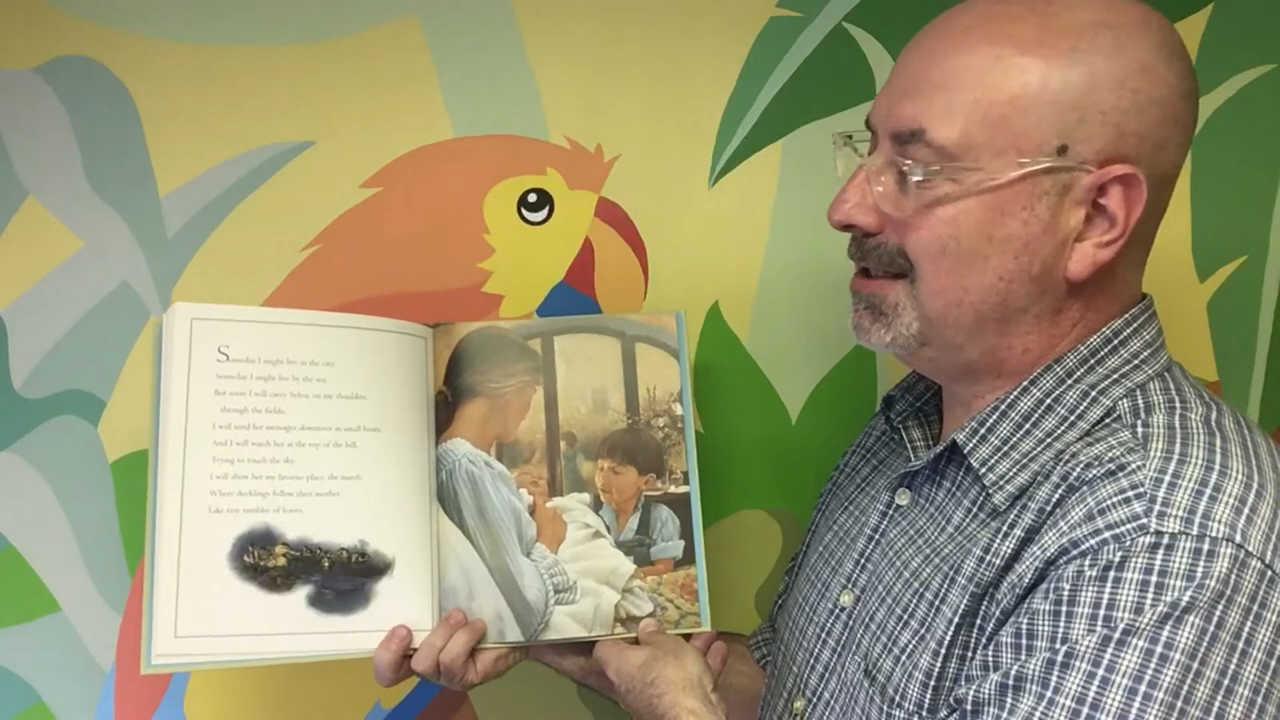 Someday I might live in the city.
Someday I might live by the sea.
But soon I will carry Sylvie on my shoulders
through the fields.
I will send her messages downriver in small boats.
And I will watch her at the top of the hill,
Trying to touch the sky.
I will show her my favorite place, the marsh,
Where ducklings follow their mother
Like tiny tumbles of leaves.